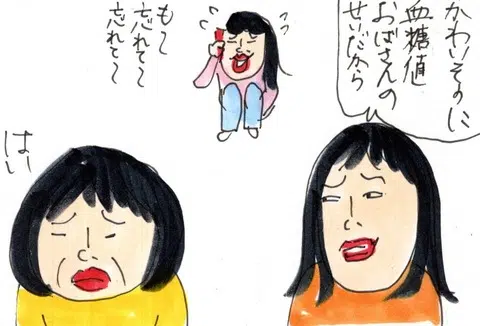 かわいそうに
血糖値
おばさんの
せいだから
も〜
忘れて〜
忘れて〜
はい